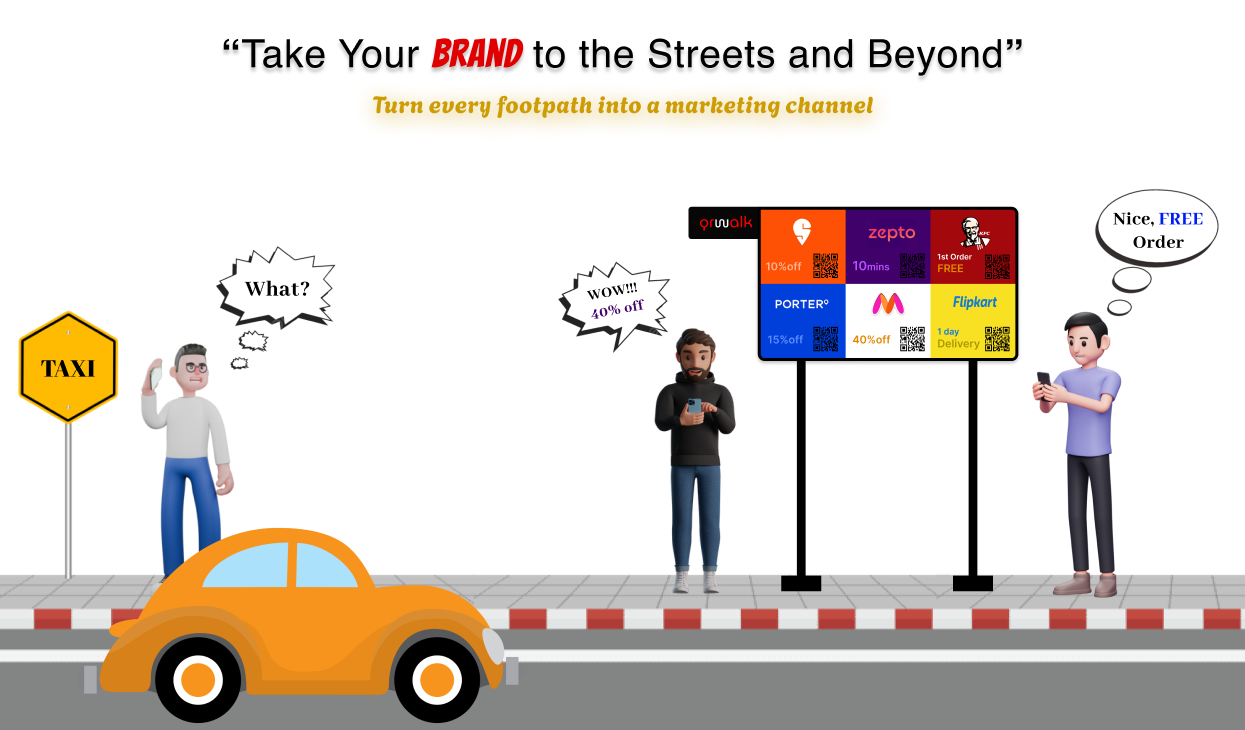 “Take Your BRAND to the Streets and Beyond”
Turn every footpath into a marketing channel
TAXI
What?
WOW!!!
40% off
qrwalk
10%off
zepto
10mins
KFC
1st Order
FREE
PORTER
15%off
40%off
Flipkart
1 day
Delivery
Nice, FREE
Order